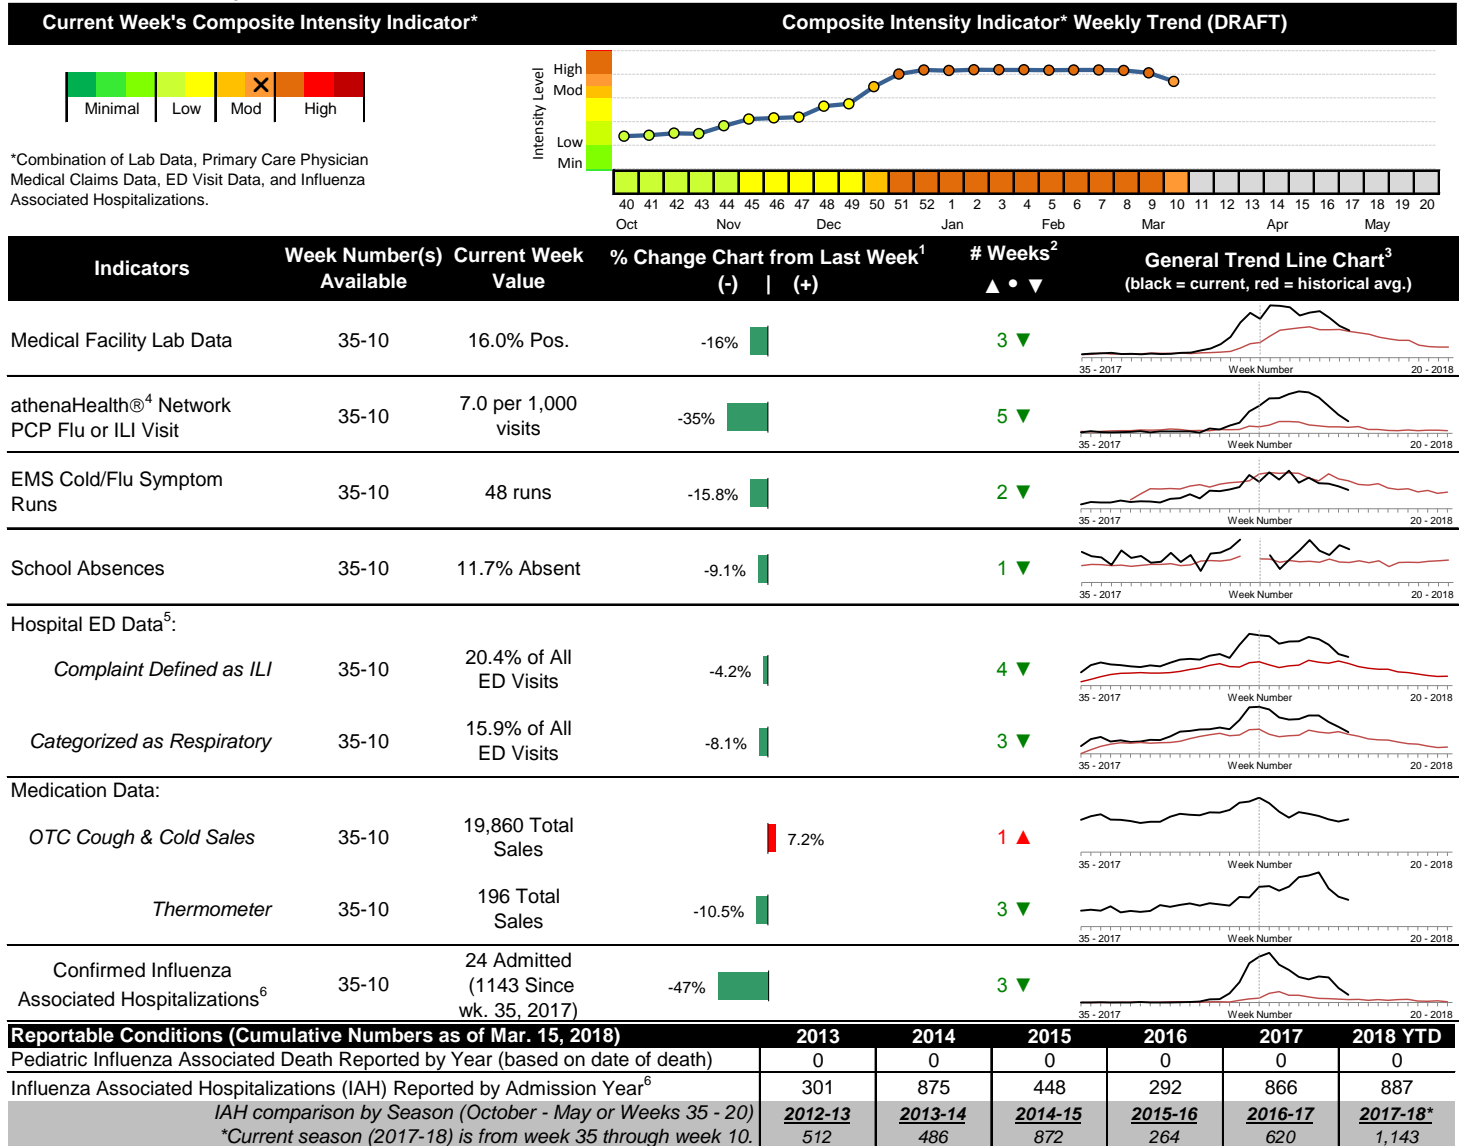 Current Week's Composite Intensity Indicator*
Composite Intensity Indicator* Weekly Trend (DRAFT)
Minimal Low Mod High
*Combination of Lab Data, Primary Care Physician
Medical Claims Data, ED Visit Data, and Influenza
Associated Hospitalizations.
Intensity Level
High
Mod
Low
Min
40 41 42 43 44 45 46 47 48 49 50 51 52 1 2 3 4 5 6 7 8 9 10 11 12 13 14 15 16 17 18 19 20
Oct Nov Dec Jan Feb Mar Apr May
Indicators
Week Number(s)
Available
Current Week
Value
% Change Chart from Last Week1
(-) | (+)
# Weeks2
▲ • ▼
General Trend Line Chart3
(black = current, red = historical avg.)
Medical Facility Lab Data 35-10 16.0% Pos. -16% 3 ▼
35 - 2017 Week Number 20 - 2018
athenaHealth®4 Network
PCP Flu or ILI Visit
35-10
7.0 per 1,000
visits
-35% 5 ▼
35 - 2017 Week Number 20 - 2018
EMS Cold/Flu Symptom
Runs
35-10 48 runs -15.8% 2 ▼
35 - 2017 Week Number 20 - 2018
School Absences 35-10 11.7% Absent -9.1% 1 ▼
35 - 2017 Week Number 20 - 2018
Hospital ED Data5:
Complaint Defined as ILI 35-10
20.4% of All
ED Visits
-4.2% 4 ▼
35 - 2017 Week Number 20 - 2018
Categorized as Respiratory 35-10
15.9% of All
ED Visits
-8.1% 3 ▼
35 - 2017 Week Number 20 - 2018
Medication Data:
OTC Cough & Cold Sales 35-10
19,860 Total
Sales
7.2% 1 ▲
35 - 2017 Week Number 20 - 2018
Thermometer 35-10
196 Total
Sales
-10.5% 3 ▼
35 - 2017 Week Number 20 - 2018
Confirmed Influenza
Associated Hospitalizations6
35-10
24 Admitted
(1143 Since
wk. 35, 2017)
-47% 3 ▼
35 - 2017 Week Number 20 - 2018
Reportable Conditions (Cumulative Numbers as of Mar. 15, 2018) 2013 2014 2015 2016 2017 2018 YTD
Pediatric Influenza Associated Death Reported by Year (based on date of death) 0 0 0 0 0 0
Influenza Associated Hospitalizations (IAH) Reported by Admission Year6 301 875 448 292 866 887
IAH comparison by Season (October - May or Weeks 35 - 20) 2012-13 2013-14 2014-15 2015-16 2016-17 2017-18*
*Current season (2017-18) is from week 35 through week 10. 512 486 872 264 620 1,143